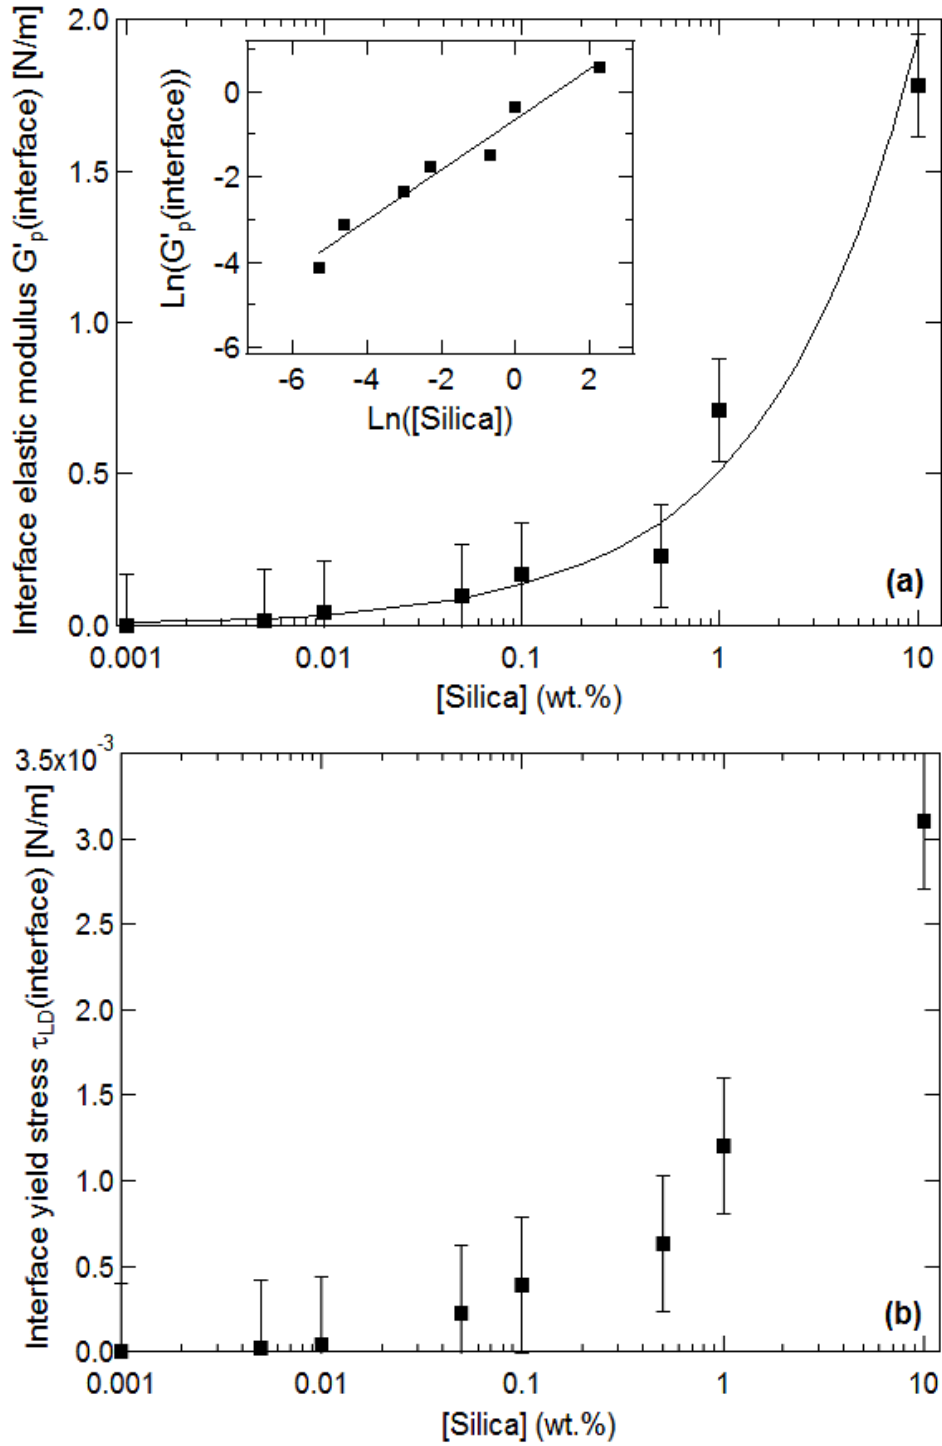 Interface elastic modulus G'p(interface) [N/m]
2.0
1.5
1.0
0.5
0.0
Ln(G'p(interface))
0
-2
-4
-6
-6 -4 -2 0 2
Ln([Silica])
(a)
0.001 0.01 0.1 1 10
[Silica] (wt.%)
Interface yield stress τLD(interface) [N/m]
3.5x10-3
3.0
2.5
2.0
1.5
1.0
0.5
0.0
(b)
0.001 0.01 0.1 1 10
[Silica] (wt.%)